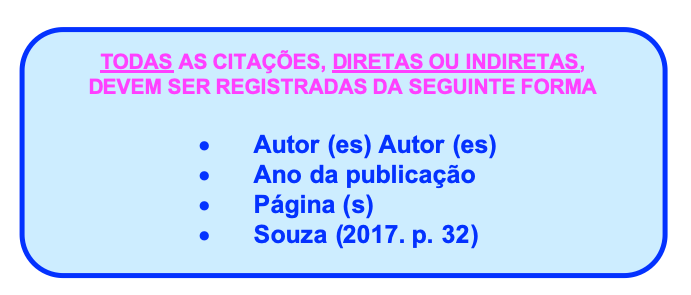 TODAS AS CITAÇÕES, DIRETAS OU INDIRETAS,
DEVEM SER REGISTRADAS DA SEGUINTE FORMA
• Autor (es) Autor (es)
• Ano da publicação
• Página (s)
• Souza (2017. p. 32)